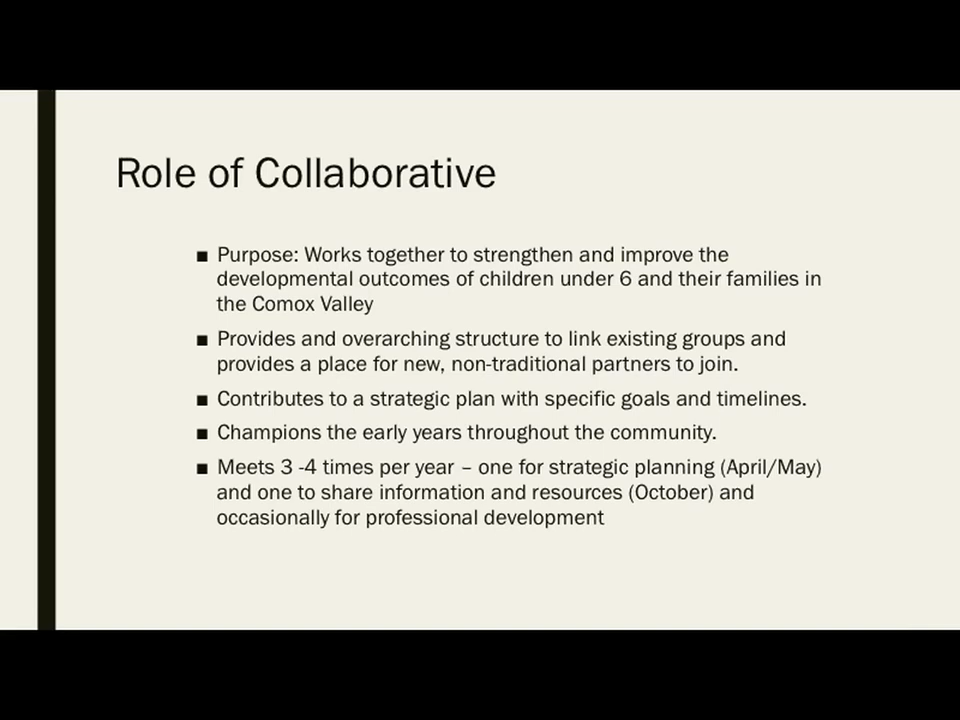 Role of Collaborative
■ Purpose: Works together to strengthen and improve the
developmental outcomes of children under 6 and their families in
the Comox Valley
■ Provides and overarching structure to link existing groups and
provides a place for new, non-traditional partners to join.
■ Contributes to a strategic plan with specific goals and timelines.
■ Champions the early years throughout the community.
■ Meets 3 -4 times per year – one for strategic planning (April/May)
and one to share information and resources (October) and
occasionally for professional development